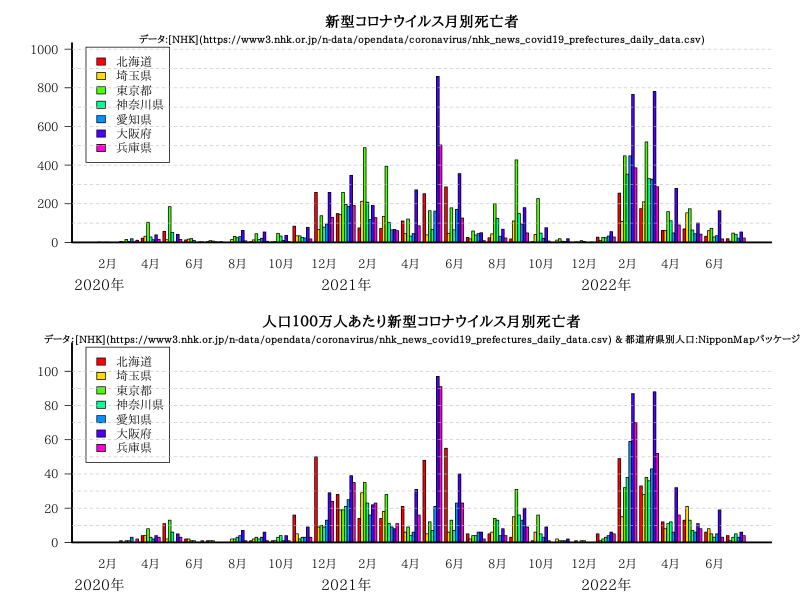 新型コロナウイルス月別死亡者
データ:[NHK](https://www3.nhk.or.jp/n-data/opendata/coronavirus/nhk_news_covid19_prefectures_daily_data.csv)
1000
800
600
400
200
0
北海道
埼玉県
東京都
神奈川県
愛知県
大阪府
兵庫県
2月 4月 6月 8月 10月 12月 2月 4月 6月 8月 10月 12月 2月 4月 6月
2020年 2021年 2022年
人口100万人あたり新型コロナウイルス月別死亡者
データ:[NHK](https://www3.nhk.or.jp/n-data/opendata/coronavirus/nhk_news_covid19_prefectures_daily_data.csv) & 都道府県別人口:NipponMapパッケージ
100
80
60
40
20
0
北海道
埼玉県
東京都
神奈川県
愛知県
大阪府
兵庫県
2月 4月 6月 8月 10月 12月 2月 4月 6月 8月 10月 12月 2月 4月 6月
2020年 2021年 2022年